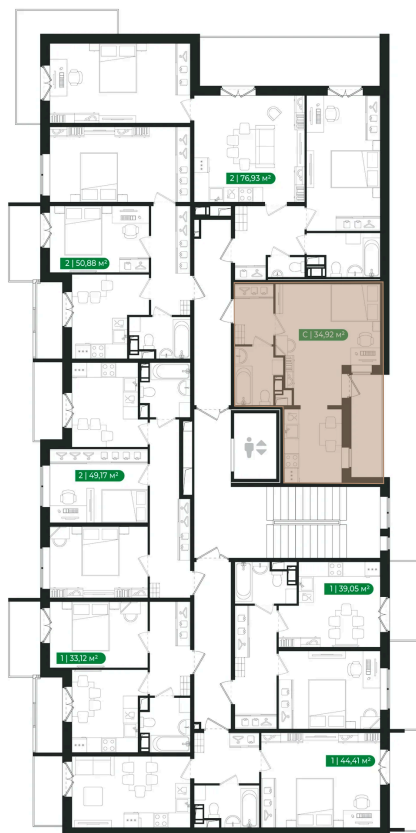 2 | 76,93 м²
2 | 50,88 м²
С | 34,92 м²
2 | 49,17 м²
1 | 39,05 м²
1 | 33,12 м²
1 | 44,41 м²